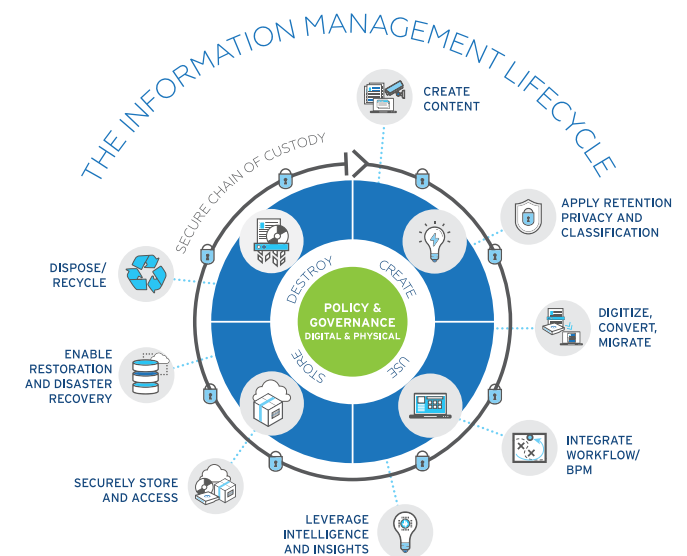 THE INFORMATION MANAGEMENT LIFECYCLE
SECURE CHAIN OF CUSTODY
CREATE
CONTENT
APPLY RETENTION
PRIVACY AND
CLASSIFICATION
DIGITIZE,
CONVERT,
MIGRATE
INTEGRATE
WORKFLOW/
BPM
LEVERAGE
INTELLIGENCE
AND INSIGHTS
SECURELY STORE
AND ACCESS
ENABLE
RESTORATION
AND DISASTER
RECOVERY
DISPOSE/
RECYCLE
DESTROY
CREATE
USE
STORE
POLICY &
GOVERNANCE
DIGITAL & PHYSICAL